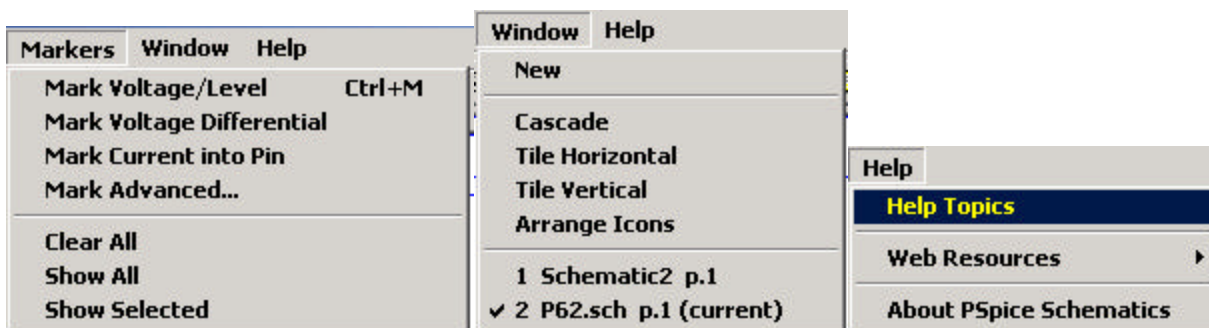 Markers Window Help
Mark Voltage/Level Ctrl+M
Mark Voltage Differential
Mark Current into Pin
Mark Advanced...
Clear All
Show All
Show Selected
Window Help
New
Cascade
Tile Horizontal
Tile Vertical
Arrange Icons
1 Schematic2 p.1
✓ 2 P62.sch p.1 (current)
Help
Help Topics
Web Resources
About PSpice Schematics